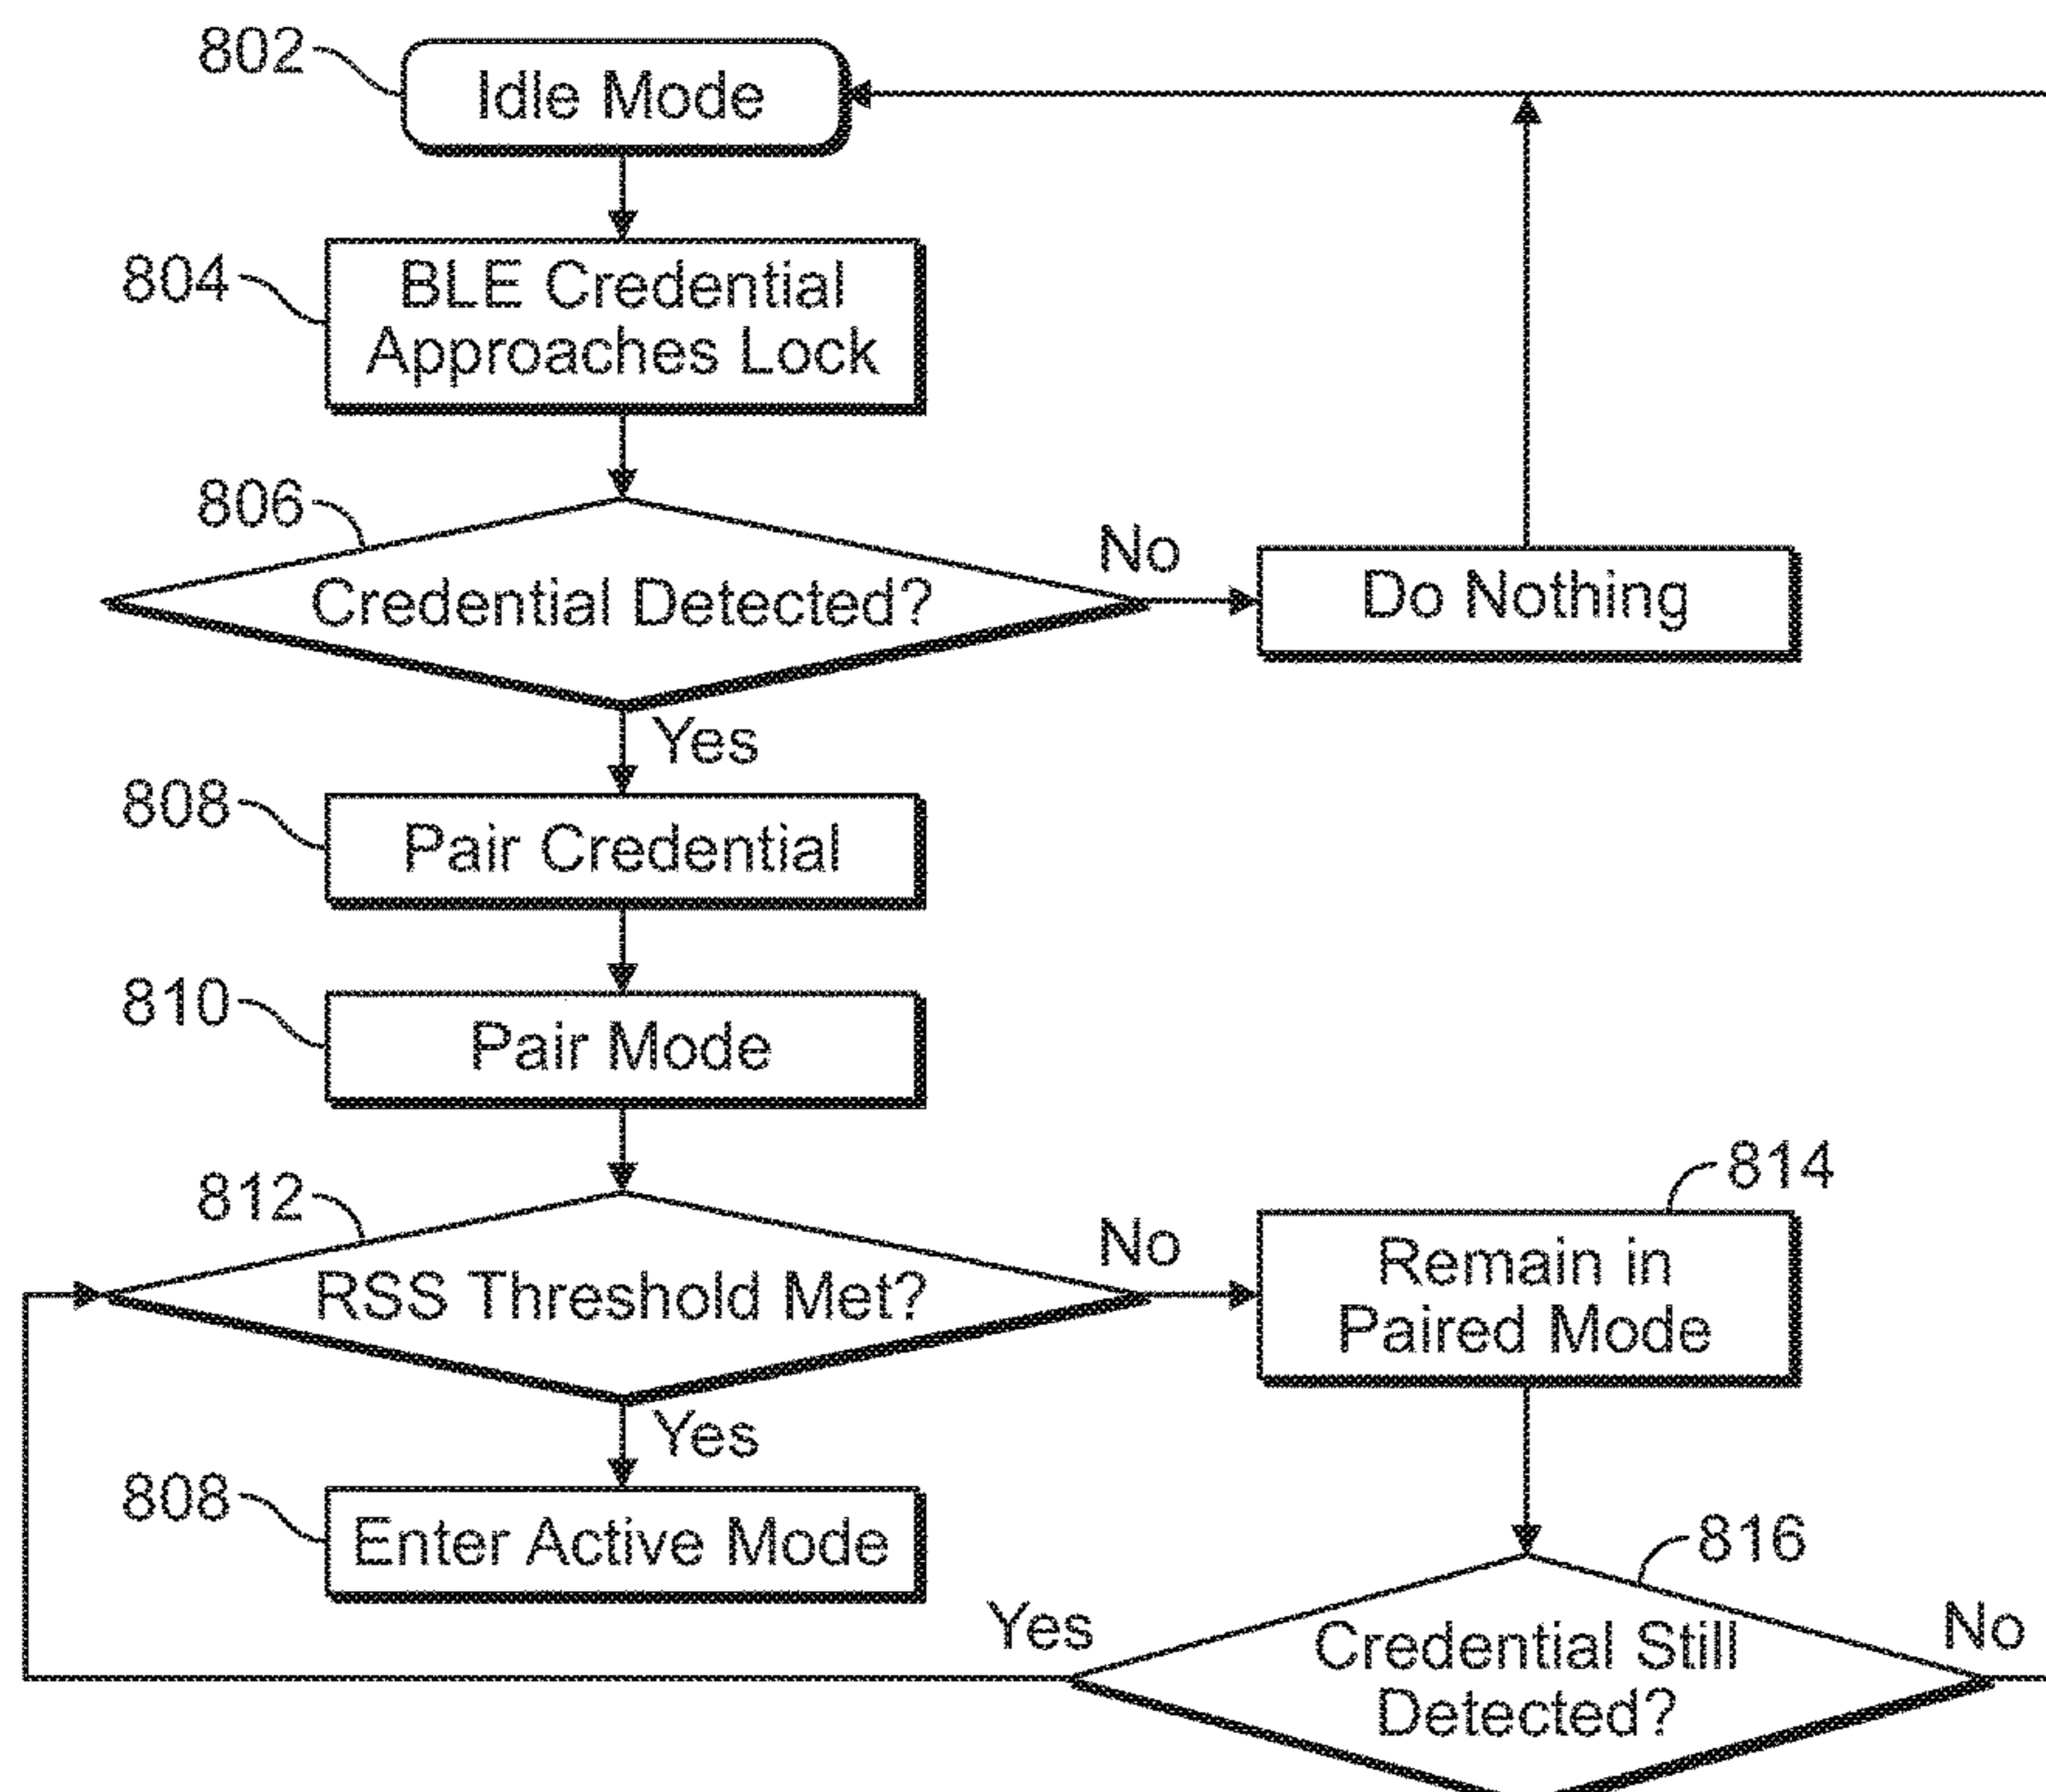 802
Idle Mode
804
BLE Credential
Approaches Lock
806
Credential Detected?
No
Do Nothing
Yes
808
Pair Credential
810
Pair Mode
812
RSS Threshold Met?
No
814
Remain in
Paired Mode
Yes
808
Enter Active Mode
816
Credential Still
Detected?
Yes
No